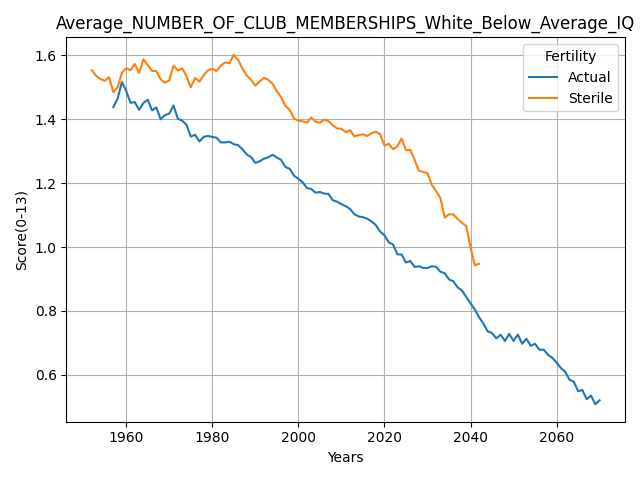 Average_NUMBER_OF_CLUB_MEMBERSHIPS_White_Below_Average_IQ
Fertility
Actual
Sterile
Score(0-13)
1.6
1.4
1.2
1.0
0.8
0.6
1960 1980 2000 2020 2040 2060
Years